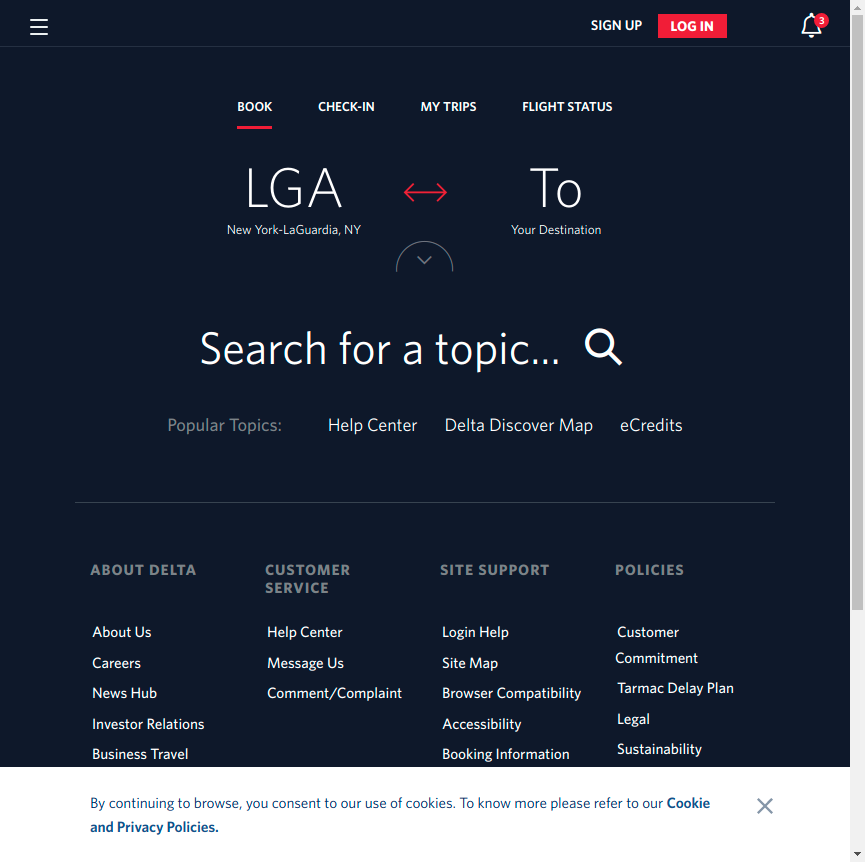 SIGN UP
LOG IN
3
BOOK
CHECK-IN
MY TRIPS
FLIGHT STATUS
LGA
To
New York-LaGuardia, NY
Your Destination
Search for a topic...
Popular Topics:
Help Center
Delta Discover Map
eCredits
ABOUT DELTA
About Us
Careers
News Hub
Investor Relations
Business Travel
CUSTOMER
SERVICE
Help Center
Message Us
Comment/Complaint
SITE SUPPORT
Login Help
Site Map
Browser Compatibility
Accessibility
Booking Information
POLICIES
Customer
Commitment
Tarmac Delay Plan
Legal
Sustainability
By continuing to browse, you consent to our use of cookies. To know more please refer to our Cookie
and Privacy Policies.